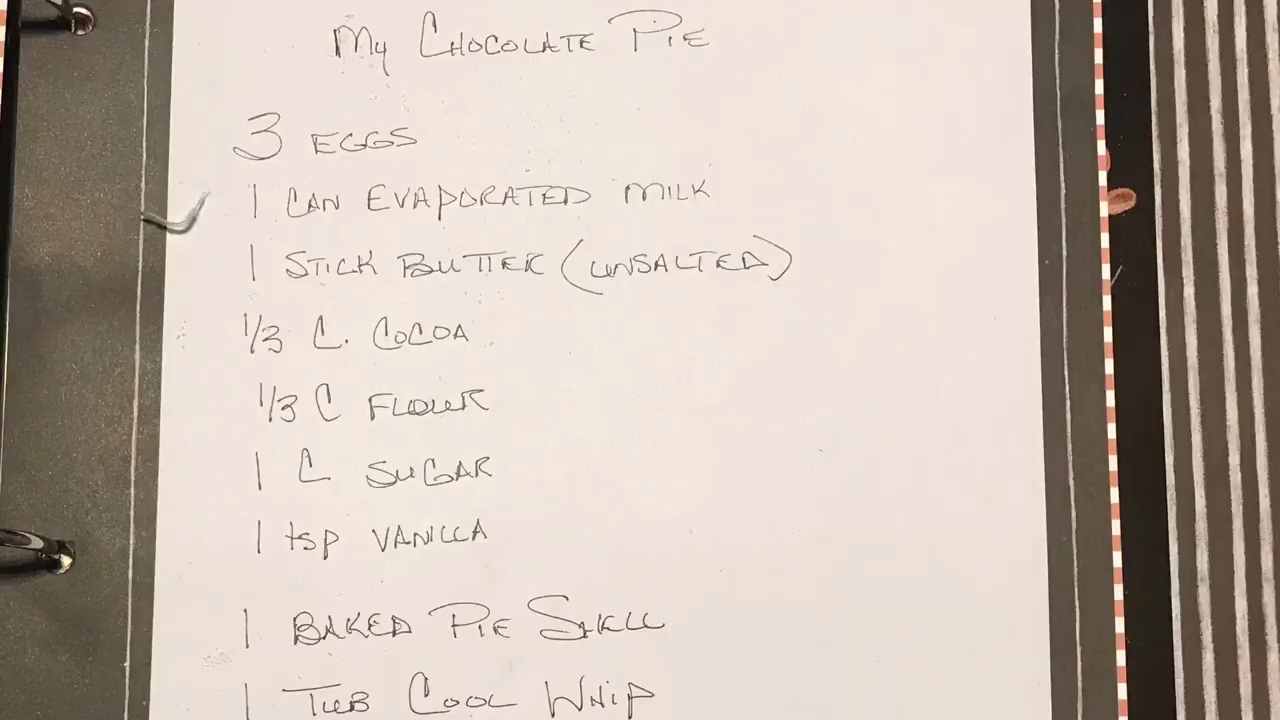 My Chocolate Pie
3 eggs
1 can evaporated milk
1 stick butter (unsalted)
1/3 C. cocoa
1/3 C flour
1 C sugar
1 tsp vanilla
1 Baked Pie Shell
1 Tub Cool Whip